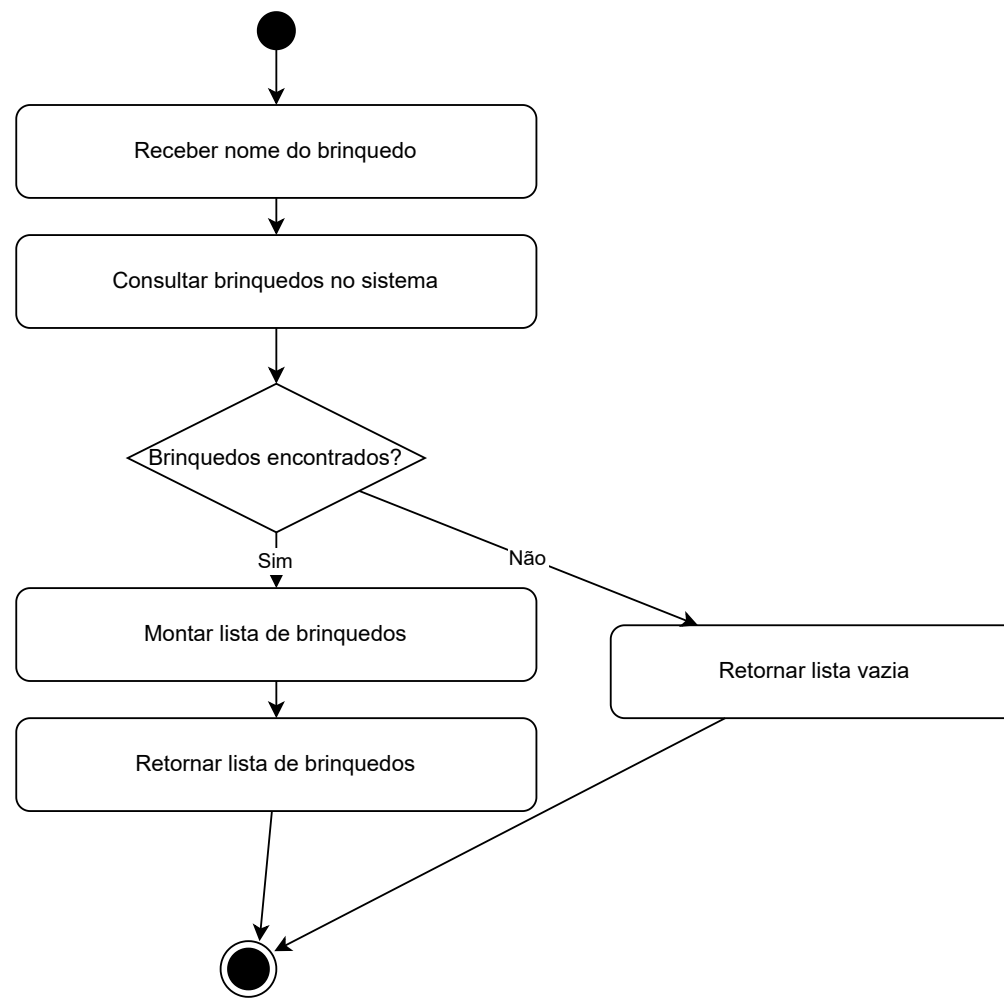 Receber nome do brinquedo
Consultar brinquedos no sistema
Brinquedos encontrados?
Sim
Não
Montar lista de brinquedos
Retornar lista vazia
Retornar lista de brinquedos